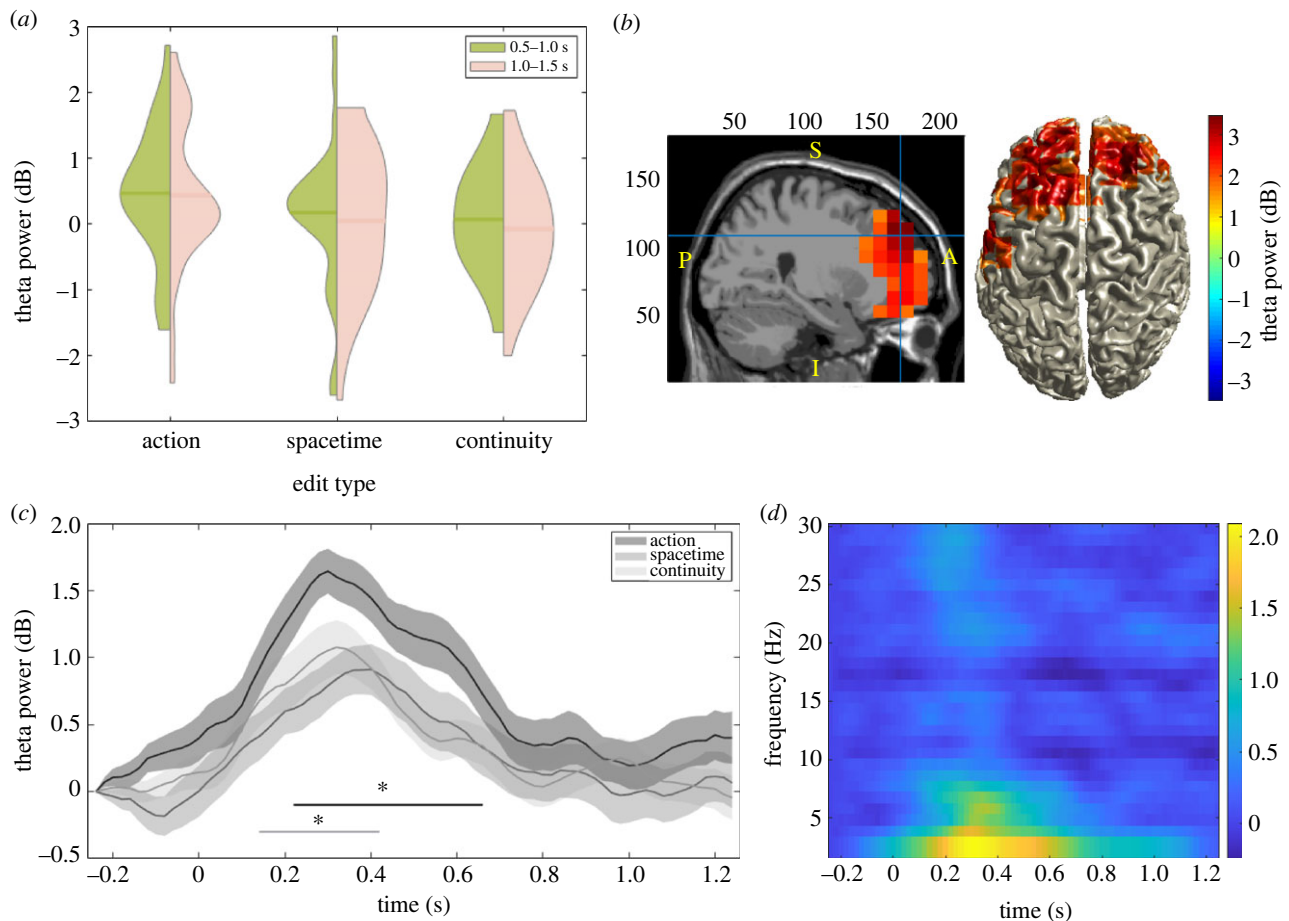 (a)
3
2
1
0
−1
−2
−3
theta power (dB)
0.5–1.0 s
1.0–1.5 s
action spacetime continuity
edit type
(b)
50 100 150 200
150
100
50
S
P
A
I
3
2
1
0
−1
−2
−3
theta power (dB)
(c)
2.0
1.5
1.0
0.5
0
−0.5
theta power (dB)
action
spacetime
continuity
*
*
−0.2 0 0.2 0.4 0.6 0.8 1.0 1.2
time (s)
(d)
30
25
20
15
10
5
frequency (Hz)
−0.2 0 0.2 0.4 0.6 0.8 1.0 1.2
time (s)
2.0
1.5
1.0
0.5
0